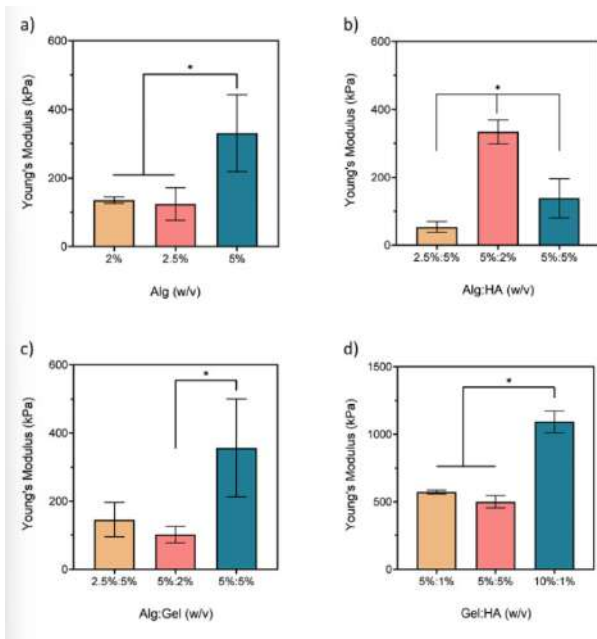 a)
*
600
400
200
0
Young's Modulus (kPa)
2%
2.5%
5%
Alg (w/v)
b)
*
600
400
200
0
Young's Modulus (kPa)
2.5%:5%
5%:2%
5%:5%
Alg:HA (w/v)
c)
*
600
400
200
0
Young's Modulus (kPa)
2.5%:5%
5%:2%
5%:5%
Alg:Gel (w/v)
d)
*
1500
1000
500
0
Young's Modulus (kPa)
5%:1%
5%:5%
10%:1%
Gel:HA (w/v)